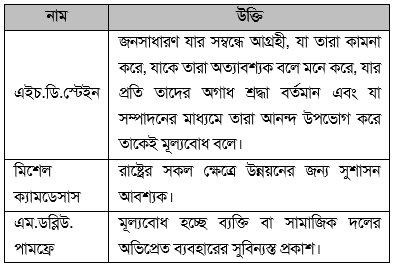 নাম উক্তি
জনসাধারণ যার সম্বন্ধে আগ্রহী, যা তারা কামনা
করে, যাকে তারা অত্যাবশ্যক বলে মনে করে, যার
এইচ.ডি.স্টেইন প্রতি তাদের অগাধ শ্রদ্ধা বর্তমান এবং যা
সম্পাদনের মাধ্যমে তারা আনন্দ উপভোগ করে
তাকেই মূল্যবোধ বলে।
মিশেল রাষ্ট্রের সকল ক্ষেত্রে উন্নয়নের জন্য সুশাসন
ক্যামডেসাস আবশ্যক।
এম.ডব্লিউ. মূল্যবোধ হচ্ছে ব্যক্তি বা সামাজিক দলের
পামফ্রে অভিপ্রেত ব্যবহারের সুবিন্যস্ত প্রকাশ।